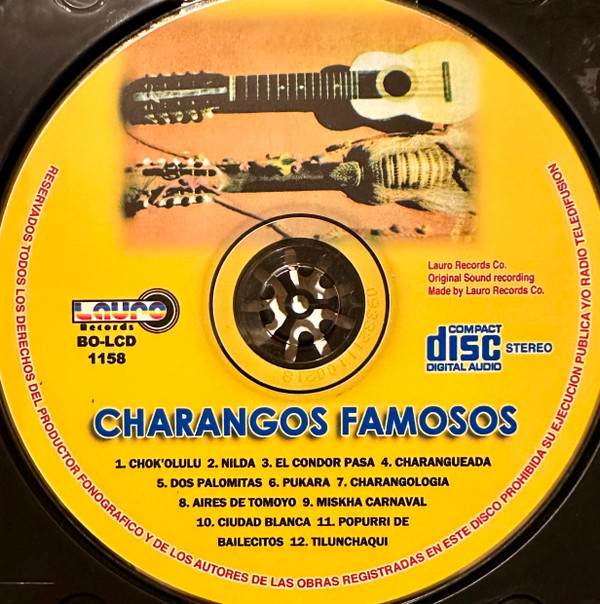 Lauro Records Co.
Original Sound recording
Made by Lauro Records Co.
LAURO
Records
BO-LCD
1158
COMPACT
disc
DIGITAL AUDIO
STEREO
CHARANGOS FAMOSOS
1. CHOK'OLULU 2. NILDA 3. EL CONDOR PASA 4. CHARANGUEADA
5. DOS PALOMITAS 6. PUKARA 7. CHARANGOLOGIA
8. AIRES DE TOMOYO 9. MISKHA CARNAVAL
10. CIUDAD BLANCA 11. POPURRI DE
BAILECITOS 12. TILUNCHAQUI
RESERVADOS TODOS LOS DERECHOS DEL PRODUCTOR FONOGRAFICO Y DE LOS AUTORES DE LAS OBRAS REGISTRADAS EN ESTE DISCO PROHIBIDA SU EJECUCION PUBLICA Y/O RADIO TELEDIFUSION